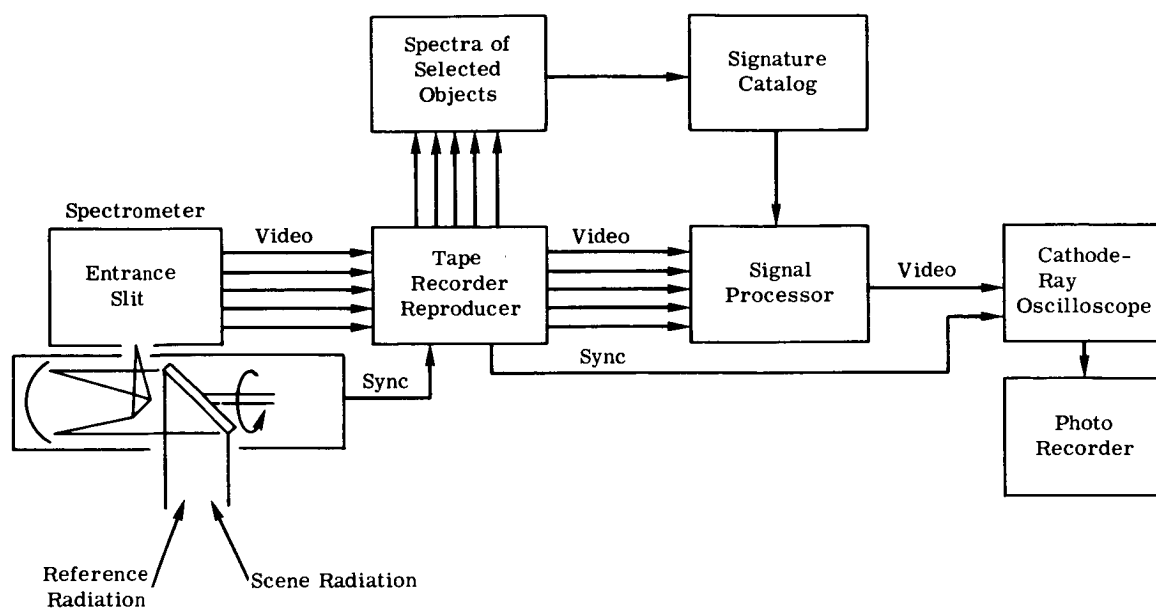 Spectra of
Selected
Objects
Signature
Catalog
Spectrometer
Entrance
Slit
Video
Tape
Recorder
Reproducer
Video
Signal
Processor
Video
Cathode-
Ray
Oscilloscope
Sync
Sync
Photo
Recorder
Reference
Radiation
Scene Radiation